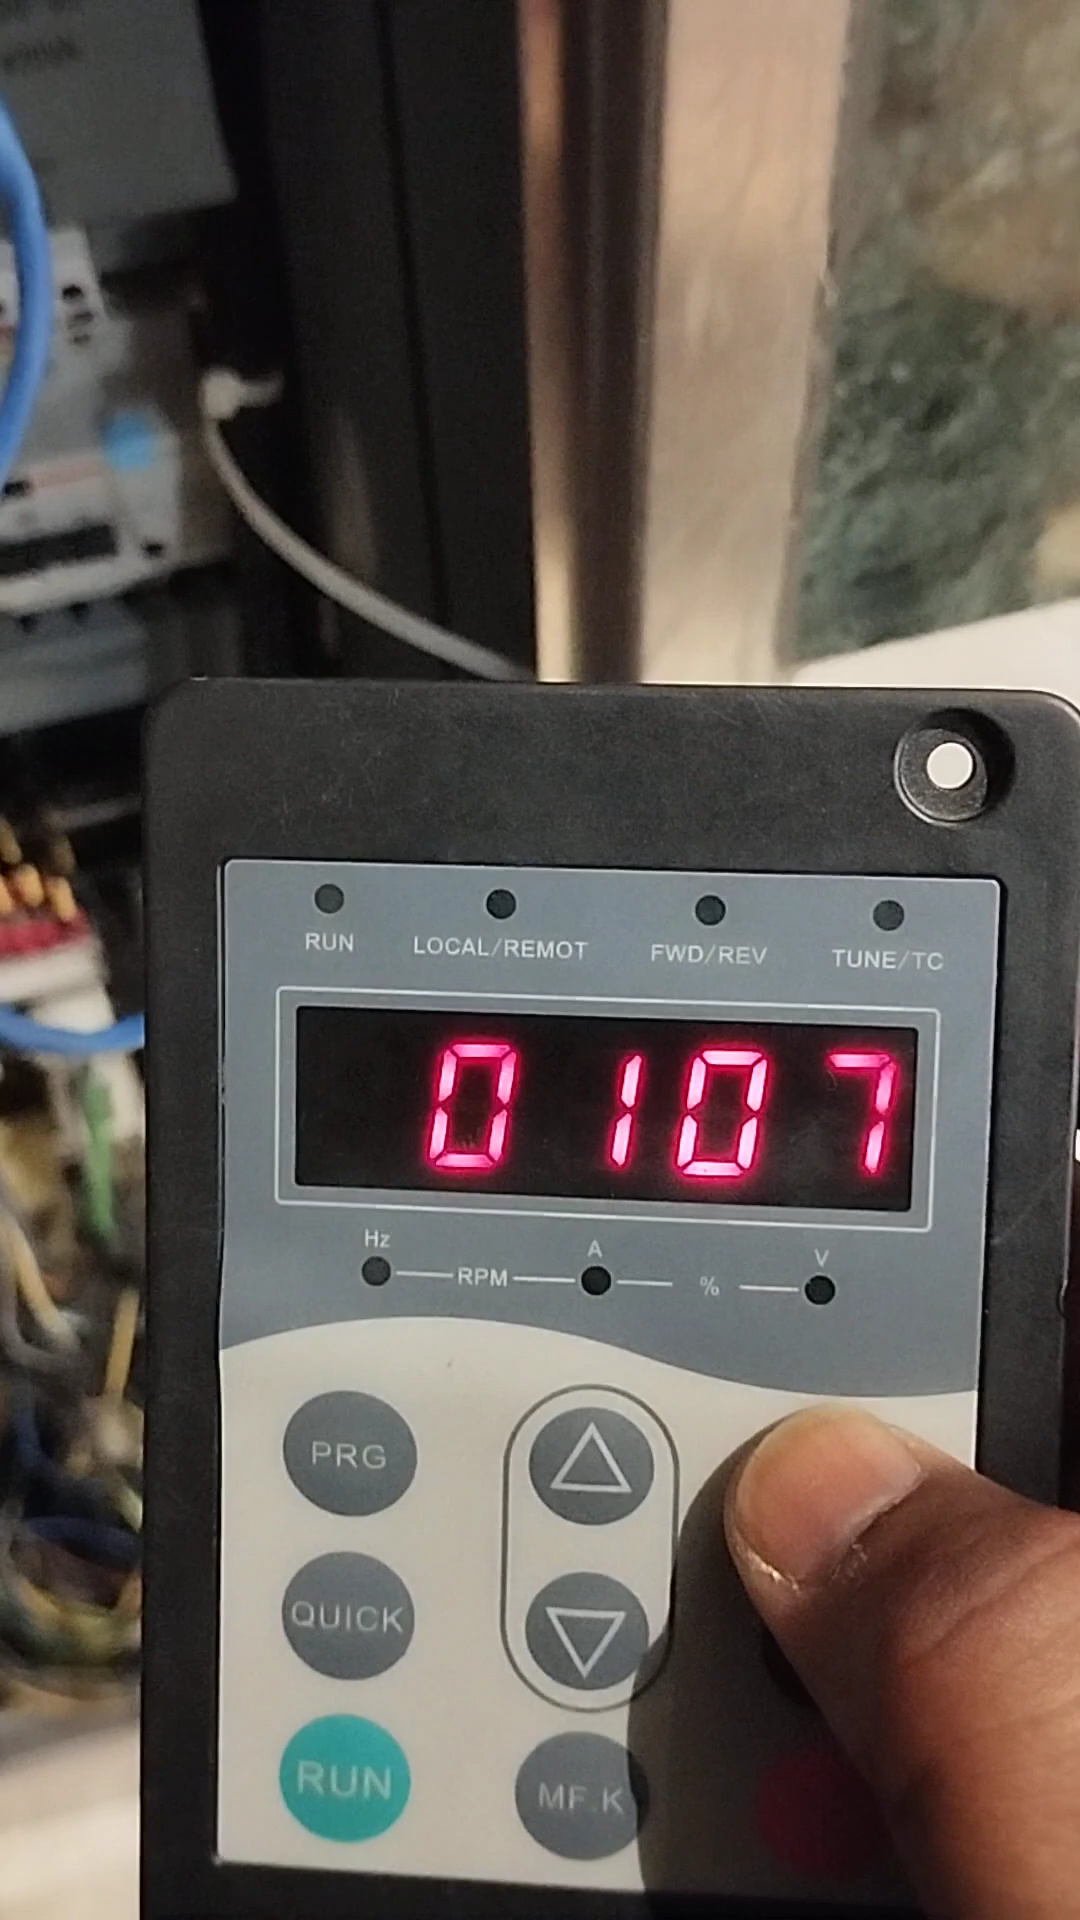 RUN LOCAL/REMOT FWD/REV TUNE/TC
0107
Hz RPM A % V
PRG
QUICK
RUN MF.K